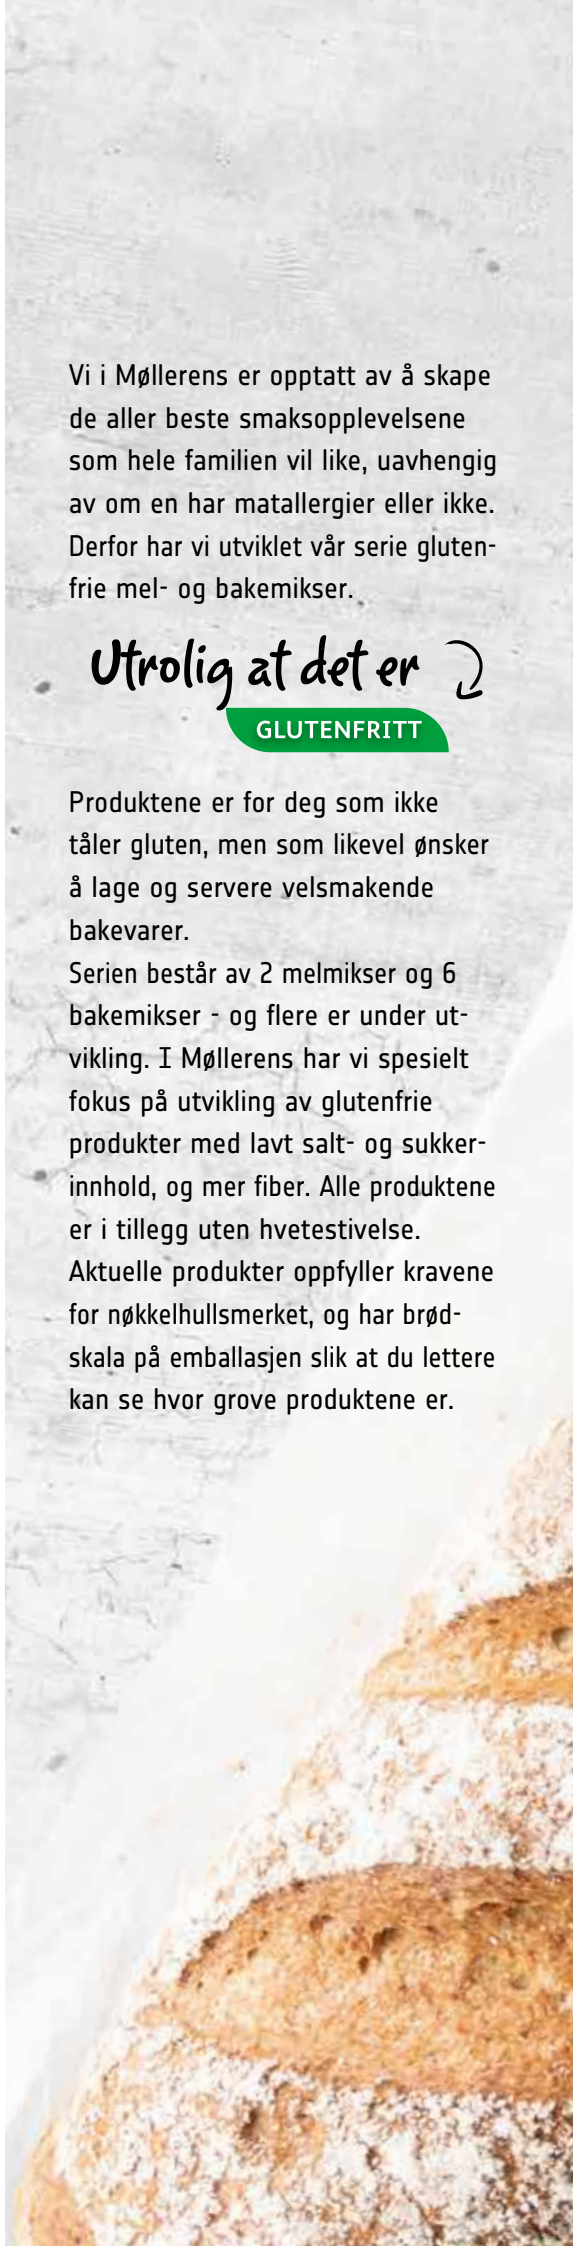 Vi i Møllerens er opptatt av å skape
de aller beste smaksopplevelsene
som hele familien vil like, uavhengig
av om en har matallergier eller ikke.
Derfor har vi utviklet vår serie gluten-
frie mel- og bakemikser.
Utrolig at det er
GLUTENFRITT
Produktene er for deg som ikke
tåler gluten, men som likevel ønsker
å lage og servere velsmakende
bakevarer.
Serien består av 2 melmikser og 6
bakemikser - og flere er under ut-
vikling. I Møllerens har vi spesielt
fokus på utvikling av glutenfrie
produkter med lavt salt- og sukker-
innhold, og mer fiber. Alle produktene
er i tillegg uten hvetestivelse.
Aktuelle produkter oppfyller kravene
for nøkkelhullsmerket, og har brød-
skala på emballasjen slik at du lettere
kan se hvor grove produktene er.